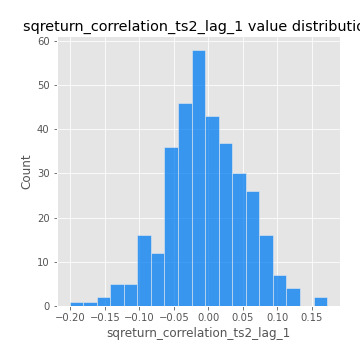 sqreturn_correlation_ts2_lag_1 value distributio
60
50
40
30
20
10
0
Count
−0.20 −0.15 −0.10 −0.05 0.00 0.05 0.10 0.15
sqreturn_correlation_ts2_lag_1